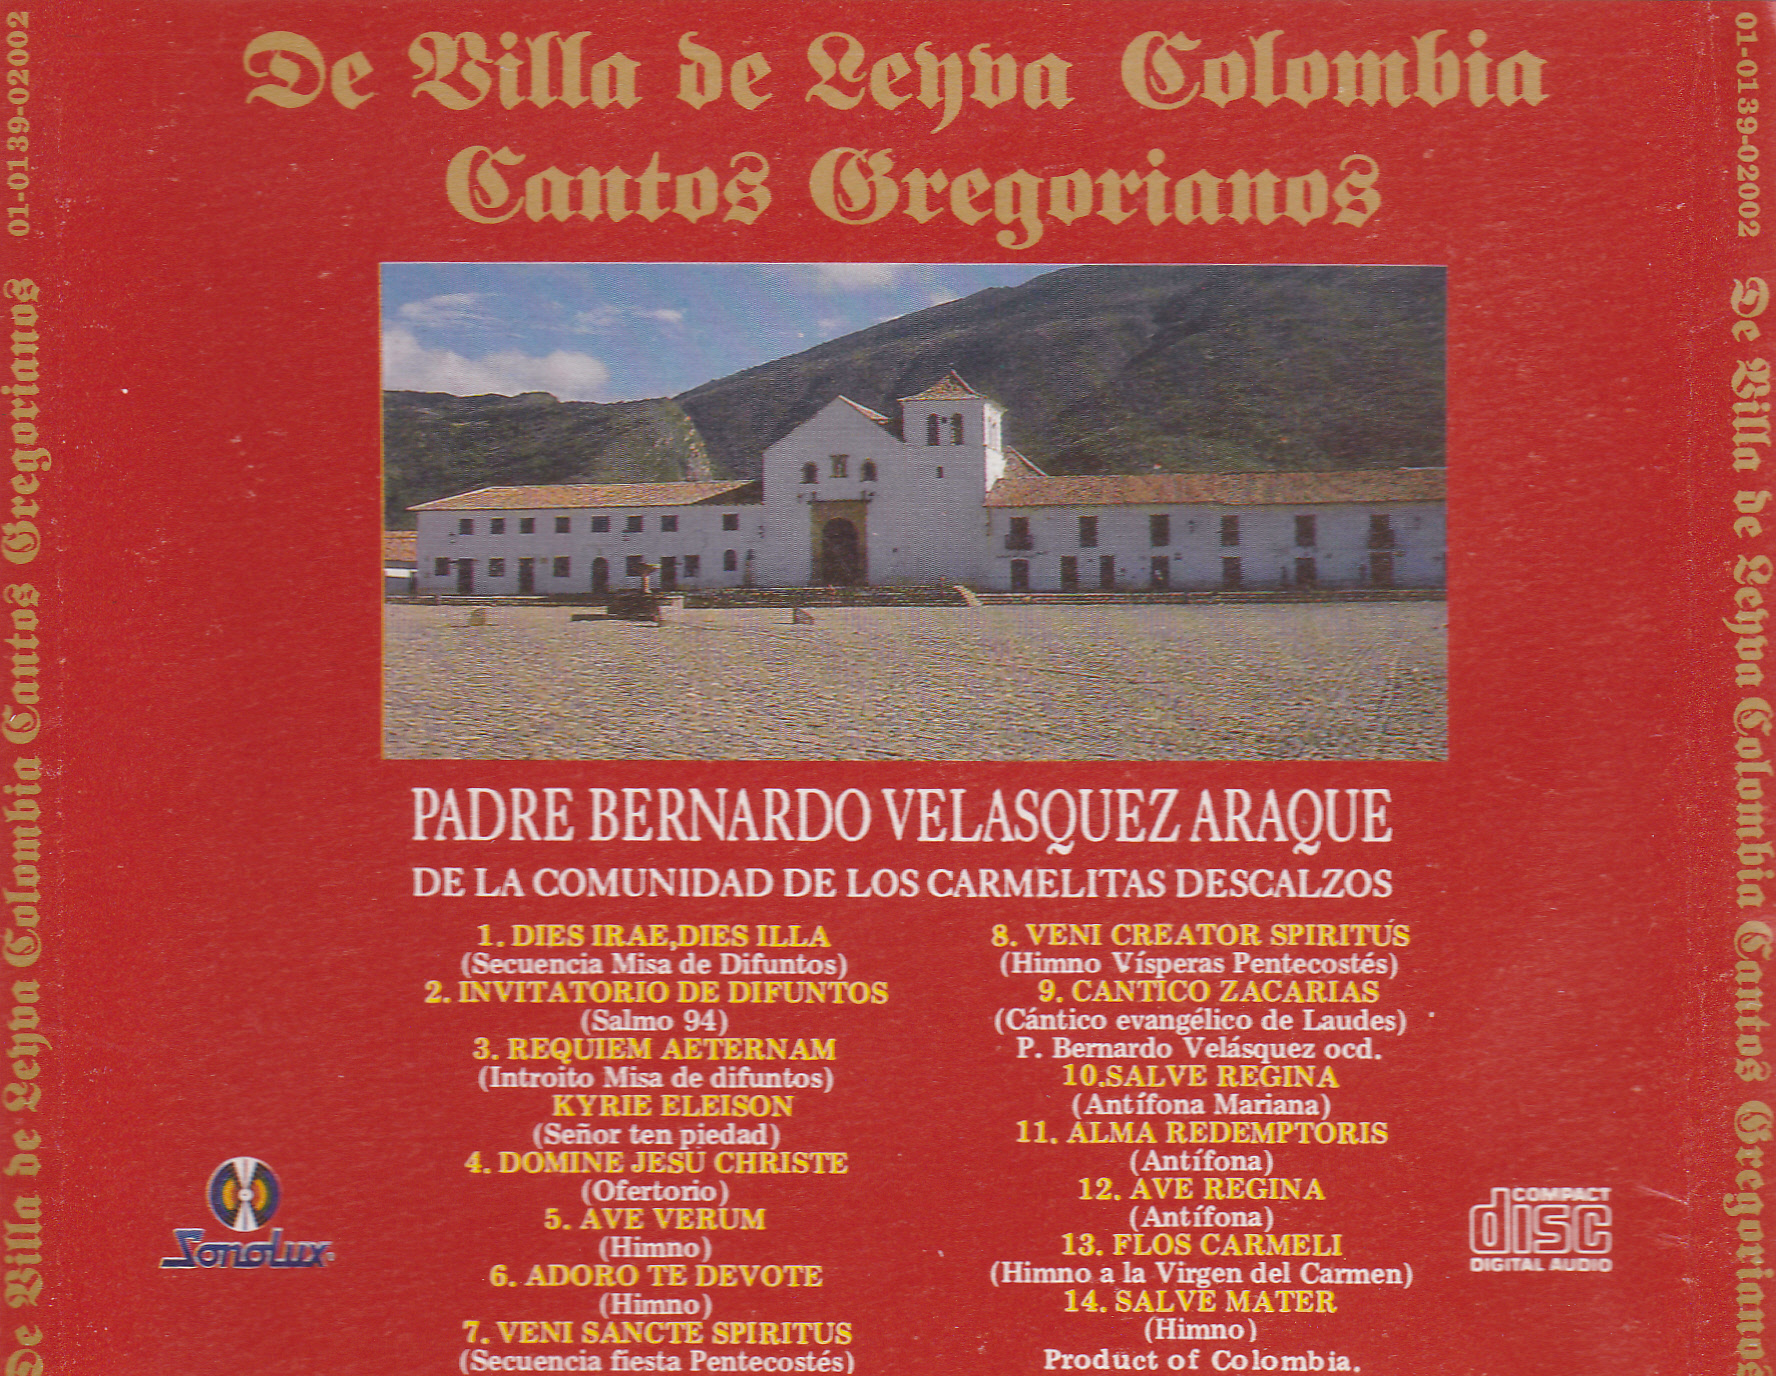 De Villa de Leyva Colombia
Cantos Gregorianos
PADRE BERNARDO VELASQUEZ ARAQUE
DE LA COMUNIDAD DE LOS CARMELITAS DESCALZOS
1. DIES IRAE,DIES ILLA
(Secuencia Misa de Difuntos)
2. INVITATORIO DE DIFUNTOS
(Salmo 94)
3. REQUIEM AETERNAM
(Introito Misa de difuntos)
KYRIE ELEISON
(Señor ten piedad)
4. DOMINE JESU CHRISTE
(Ofertorio)
5. AVE VERUM
(Himno)
6. ADORO TE DEVOTE
(Himno)
7. VENI SANCTE SPIRITUS
(Secuencia fiesta Pentecostés)
8. VENI CREATOR SPIRITUS
(Himno Vísperas Pentecostés)
9. CANTICO ZACARIAS
(Cántico evangélico de Laudes)
P. Bernardo Velásquez ocd.
10.SALVE REGINA
(Antífona Mariana)
11. ALMA REDEMPTORIS
(Antífona)
12. AVE REGINA
(Antífona)
13. FLOS CARMELI
(Himno a la Virgen del Carmen)
14. SALVE MATER
(Himno)
Product of Colombia.
Sonolux
COMPACT
disc
DIGITAL AUDIO
De Villa de Leyva Colombia Cantos Gregorianos 01-0139-02002
01-0139-02002 De Villa de Leyva Colombia Cantos Gregorianos